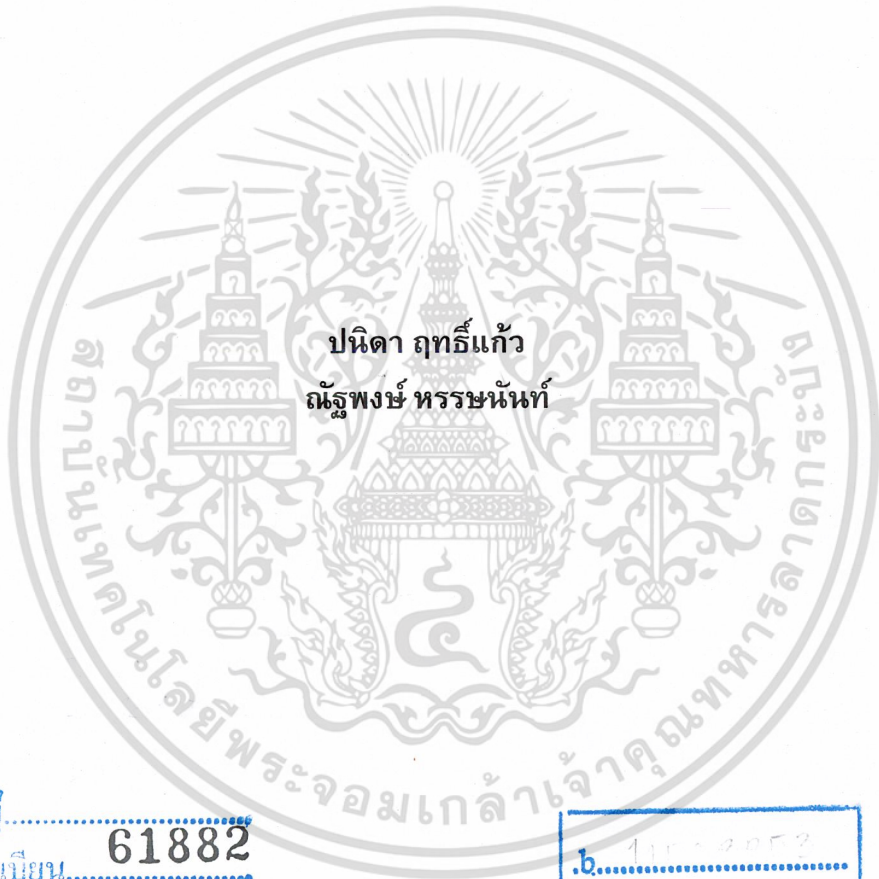 ปนิดา ฤทธิ์แก้ว
ณัฐพงษ์ หรรษนันท์
สถาบันเทคโนโลยีพระจอมเกล้าเจ้าคุณทหารลาดกระบัง
๔
61882
.b.